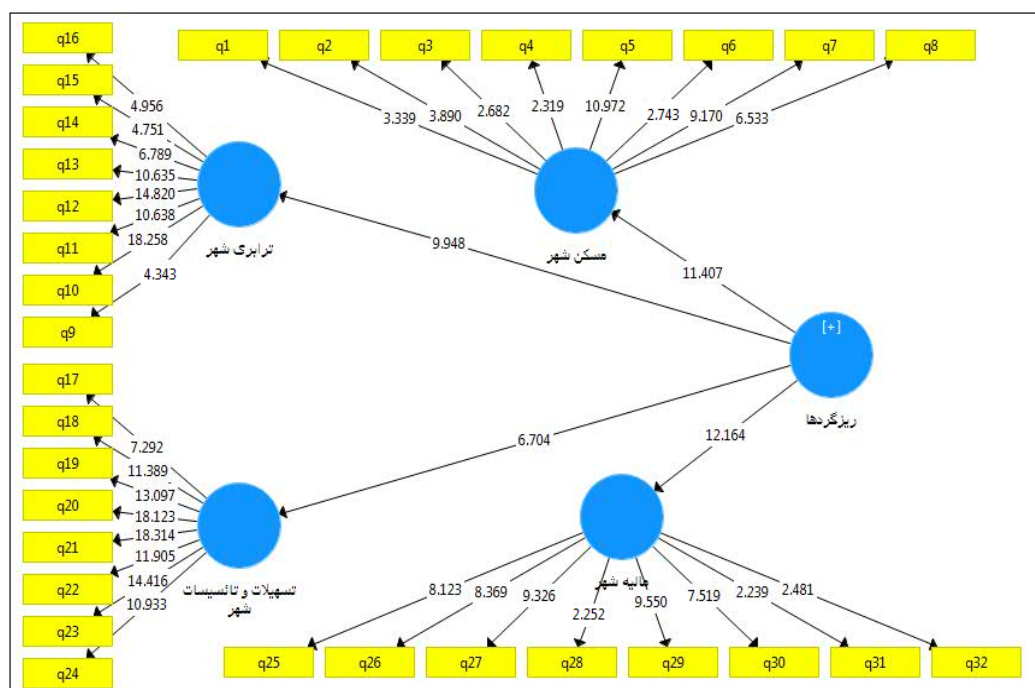 q1 q2 q3 q4 q5 q6 q7 q8
3.339 3.890 2.682 2.319 10.972 2.743 9.170 6.533
مسکن شهر
q16
q15
q14
q13
q12
q11
q10
q9
4.956
4.751
6.789
10.635
14.820
10.638
18.258
4.343
ترابری شهر
9.948
11.407
[+]
ریزگردها
6.704
12.164
q17
q18
q19
q20
q21
q22
q23
q24
7.292
11.389
13.097
18.123
18.314
11.905
14.416
10.933
تسهیلات و تائسیسات
شهر
مالیه شهر
8.123 8.369 9.326 2.252 9.550 7.519 2.239 2.481
q25 q26 q27 q28 q29 q30 q31 q32